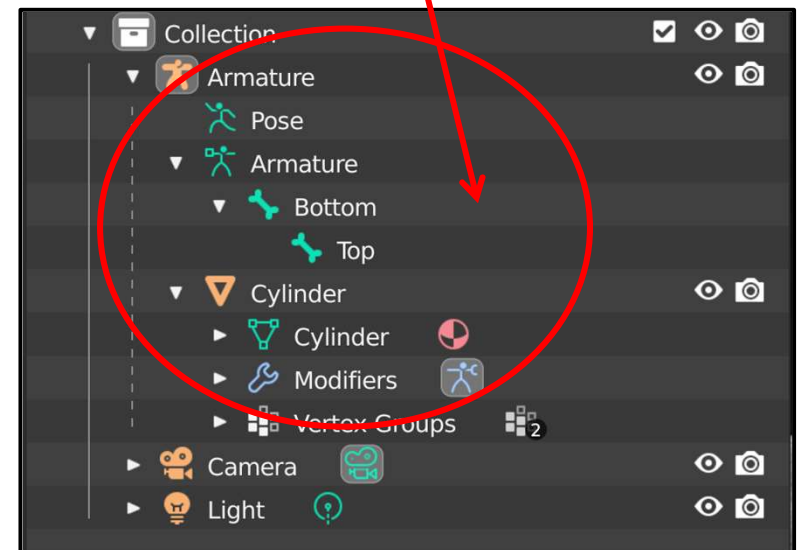 Collection
Armature
Pose
Armature
Bottom
Top
Cylinder
Cylinder
Modifiers
Vertex Groups 2
Camera
Light